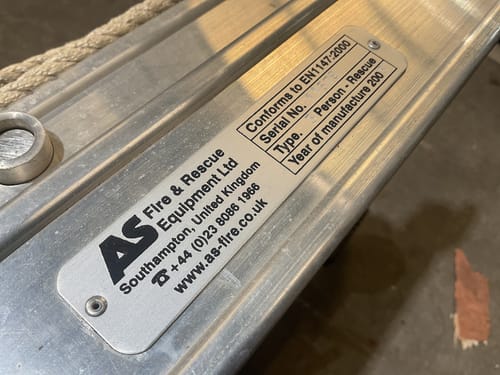 AS Fire & Rescue
Equipment Ltd
Southampton, United Kingdom
☎ +44 (0)23 8086 1966
www.as-fire.co.uk
Conforms to EN1147:2000
Serial No.
Type. Person - Rescue
Year of manufacture 200